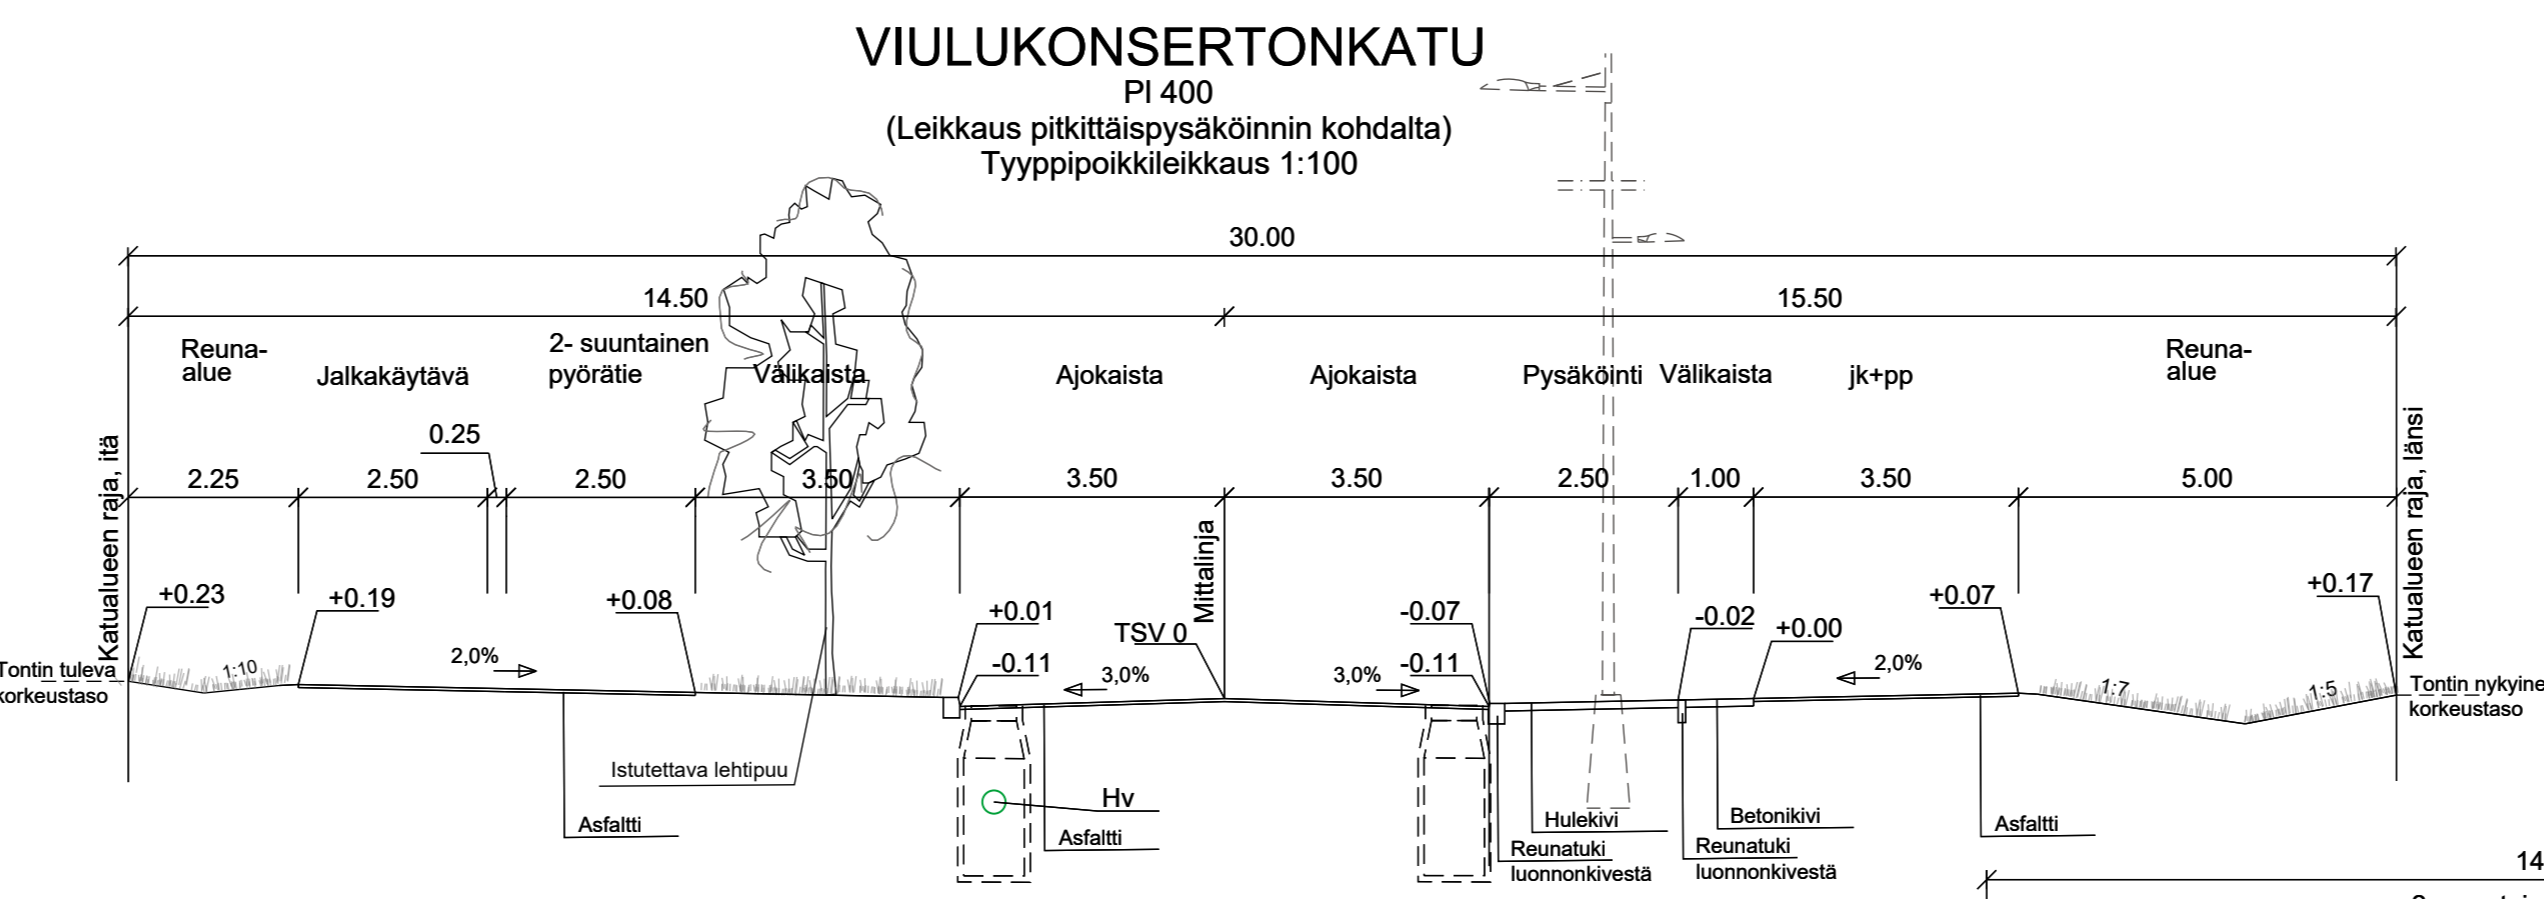 VIULUKONSERTONKATU
Pl 400
(Leikkaus pitkittäispysäköinnin kohdalta)
Tyyppipoikkileikkaus 1:100
30.00
14.50
15.50
Reuna-
alue
Jalkakäytävä
2- suuntainen
pyörätie
Välikaista
Ajokaista
Ajokaista
Pysäköinti
Välikaista
jk+pp
Reuna-
alue
0.25
2.25
2.50
2.50
3.50
3.50
3.50
2.50
1.00
3.50
5.00
Katualueen raja, itä
Mittalinja
Katualueen raja, länsi
+0.23
+0.19
+0.08
+0.01
-0.11
TSV 0
-0.07
-0.11
-0.02
+0.00
+0.07
+0.17
Tontin tuleva
korkeustaso
1:10
2,0%
3,0%
3,0%
2,0%
1:7
1:5
Tontin nykyine
korkeustaso
Istutettava lehtipuu
Asfaltti
Hv
Asfaltti
Hulekivi
Reunatuki
luonnonkivestä
Betonikivi
Reunatuki
luonnonkivestä
Asfaltti
14